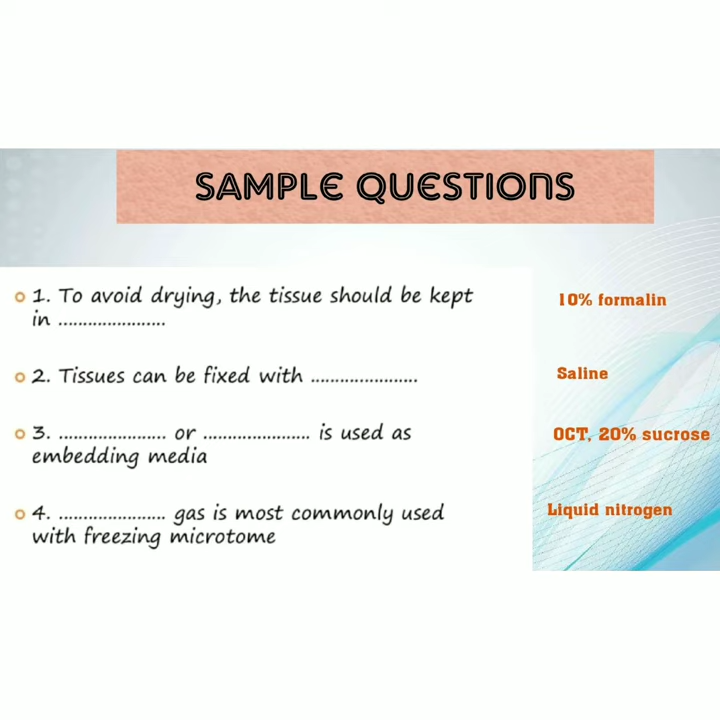 SAMPLE QUESTIONS
1. To avoid drying, the tissue should be kept
in ......................
10% formalin
2. Tissues can be fixed with ......................
Saline
3. ...................... or ...................... is used as
embedding media
OCT, 20% sucrose
4. ...................... gas is most commonly used
with freezing microtome
Liquid nitrogen